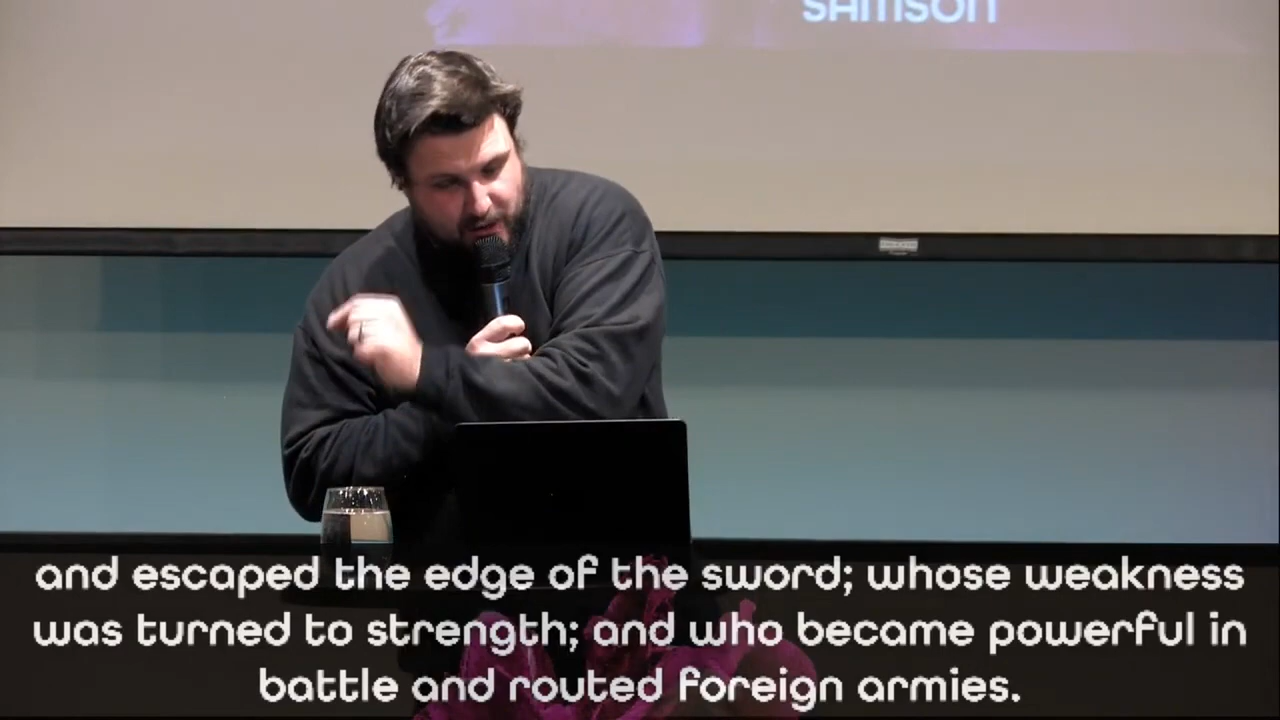 SAMSON
and escaped the edge of the sword; whose weakness
was turned to strength; and who became powerful in
battle and routed foreign armies.